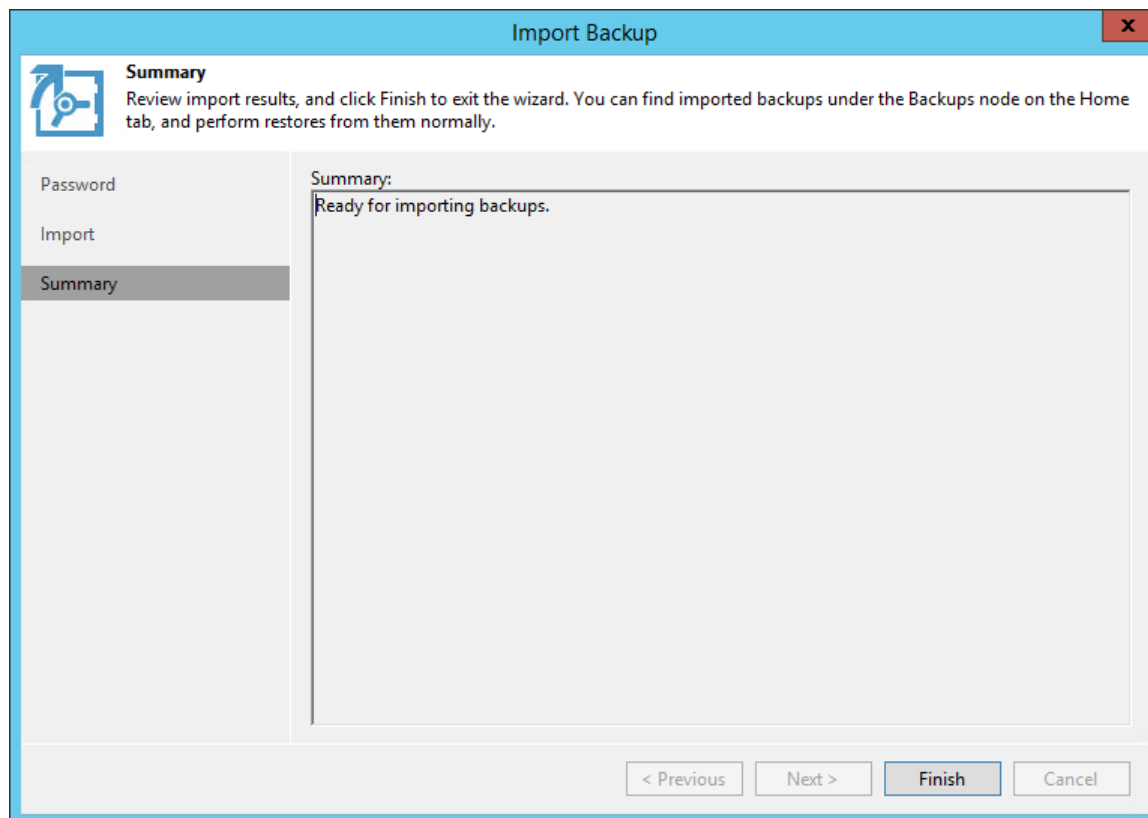 Import Backup
x
Summary
Review import results, and click Finish to exit the wizard. You can find imported backups under the Backups node on the Home
tab, and perform restores from them normally.
Password
Import
Summary
Summary:
Ready for importing backups.
< Previous
Next >
Finish
Cancel